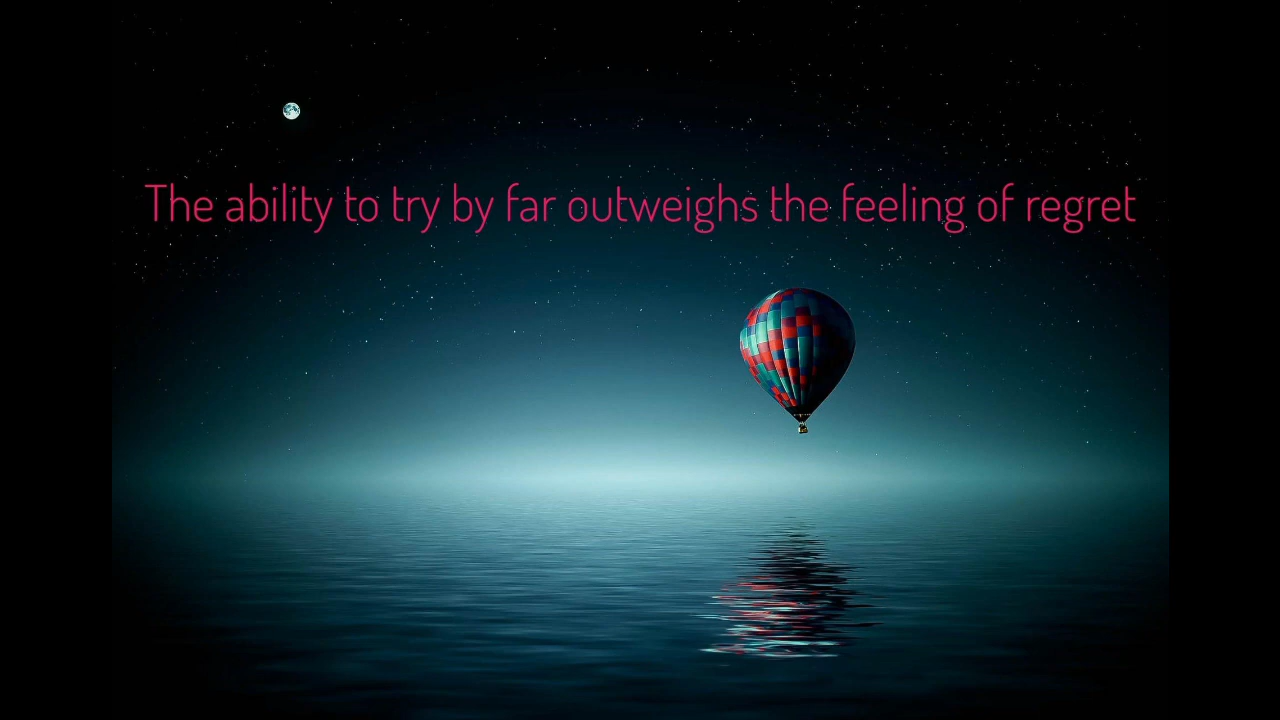 The ability to try by far outweighs the feeling of regret